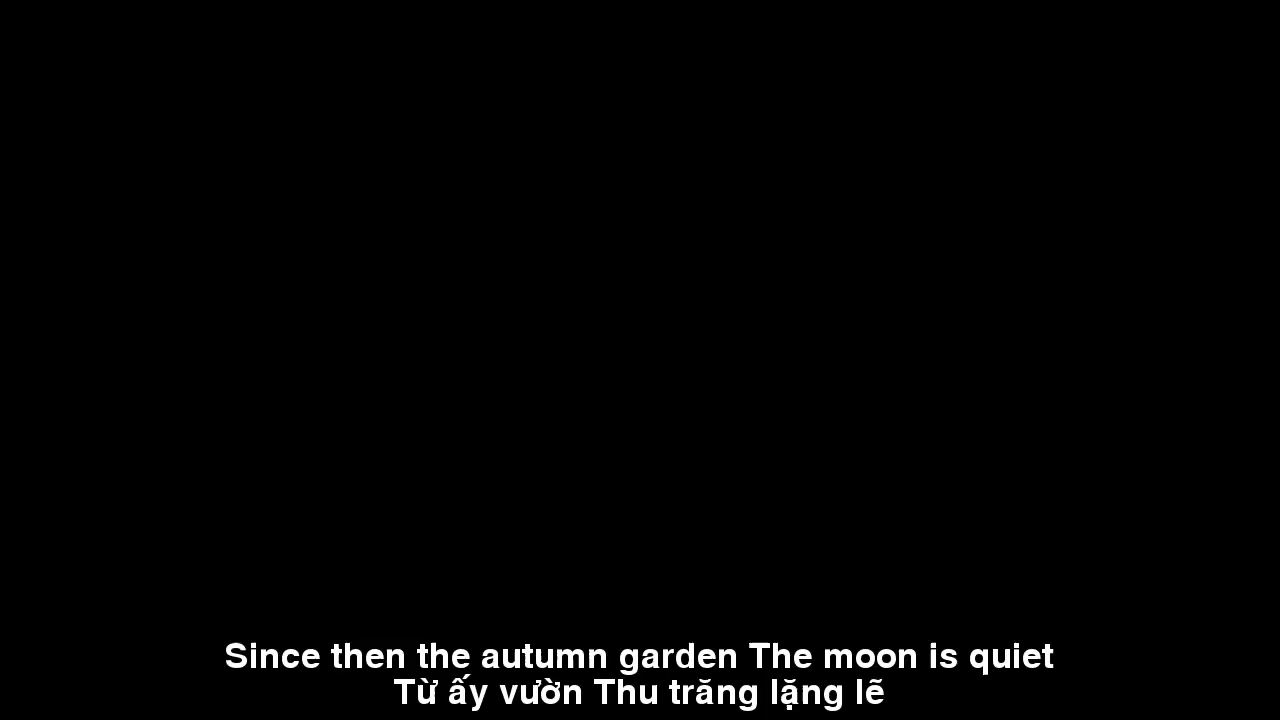 Since then the autumn garden The moon is quiet
Từ ấy vườn Thu trăng lặng lẽ